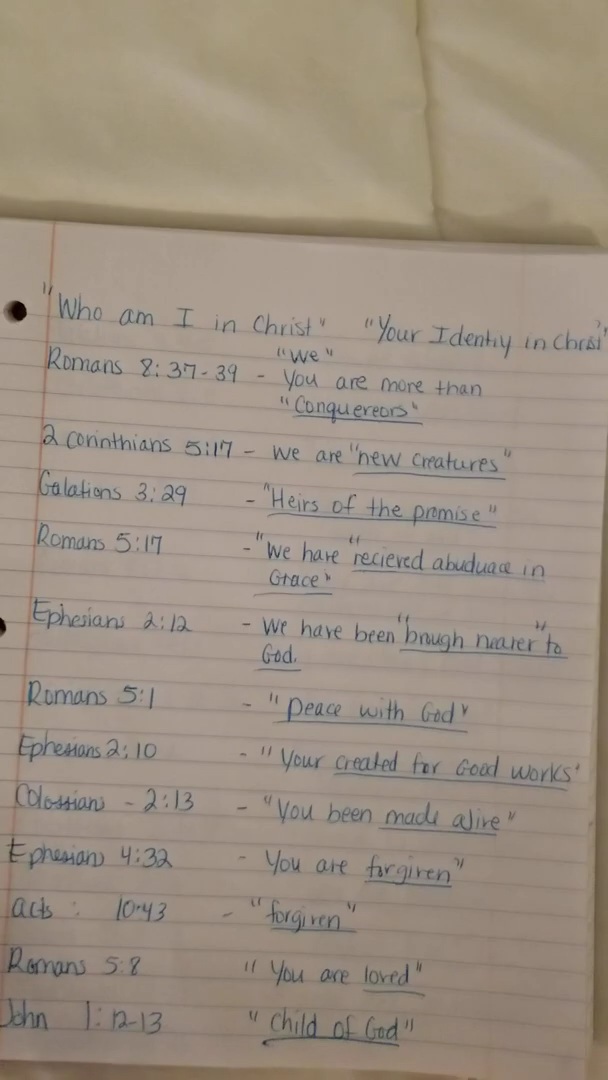 "Who am I in Christ" "Your Identiy in Christ"
"We"
Romans 8:37-39 - You are more than
"Conquereors"
2 corinthians 5:17 - we are "new creatures"
Galations 3:29 - "Heirs of the promise"
Romans 5:17 - "We have "recieved abuduace in
Grace"
Ephesians 2:12 - We have been "brough nearer" to
God.
Romans 5:1 - "peace with God"
Ephesians 2:10 - "Your created for Good works"
Colossians - 2:13 - "You been made alive"
Ephesians 4:32 - You are forgiven"
acts : 10-43 - "forgiven"
Romans 5:8 "You are loved"
John 1:12-13 "Child of God"